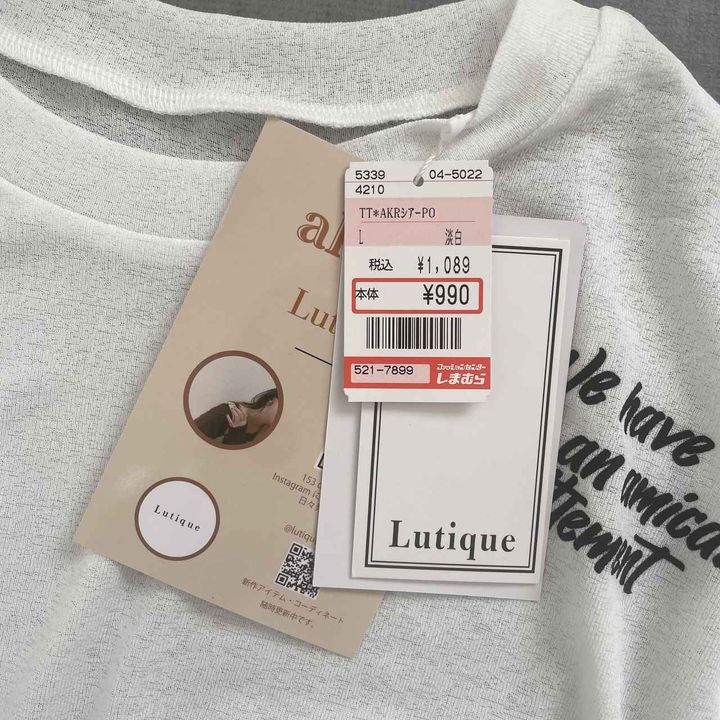 5339 04-5022
4210
TT*AKRシアーPO
L 淡白
税込 ¥1,089
本体 ¥990
521-7899 ファッションセンター
しまむら
Lutique
Lutique
Instagram
@lutique
新作アイテム・コーディネート
随時更新中です。
have
an